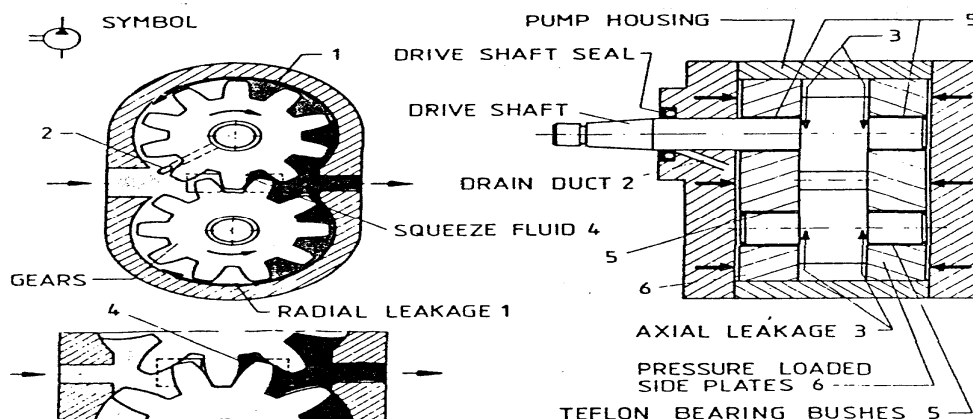 SYMBOL
1
2
GEARS
SQUEEZE FLUID 4
RADIAL LEAKAGE 1
4
PUMP HOUSING
3
5
DRIVE SHAFT SEAL
DRIVE SHAFT
DRAIN DUCT 2
5
6
AXIAL LEAKAGE 3
PRESSURE LOADED
SIDE PLATES 6
TEFLON BEARING BUSHES 5